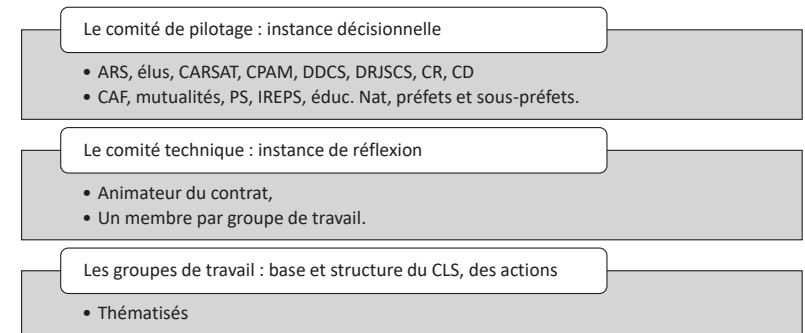 Le comité de pilotage : instance décisionnelle
• ARS, élus, CARSAT, CPAM, DDCS, DRJSCS, CR, CD
• CAF, mutualités, PS, IREPS, éduc. Nat, préfets et sous-préfets.
Le comité technique : instance de réflexion
• Animateur du contrat,
• Un membre par groupe de travail.
Les groupes de travail : base et structure du CLS, des actions
• Thématisés